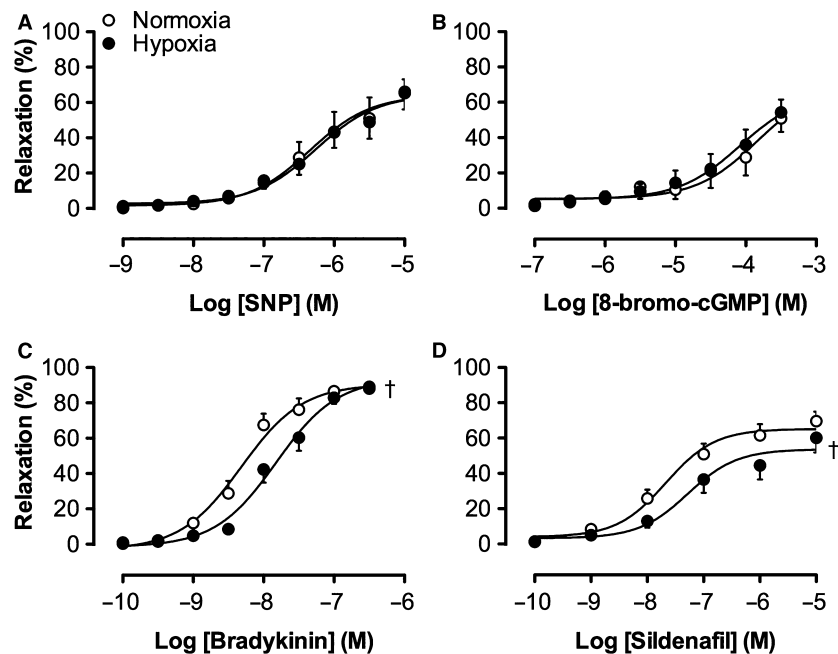 A
Normoxia
Hypoxia
Relaxation (%)
100
80
60
40
20
0
–9 –8 –7 –6 –5
Log [SNP] (M)
B
100
80
60
40
20
0
–7 –6 –5 –4 –3
Log [8-bromo-cGMP] (M)
C
Relaxation (%)
100
80
60
40
20
0
†
–10 –9 –8 –7 –6
Log [Bradykinin] (M)
D
100
80
60
40
20
0
†
–10 –9 –8 –7 –6 –5
Log [Sildenafil] (M)